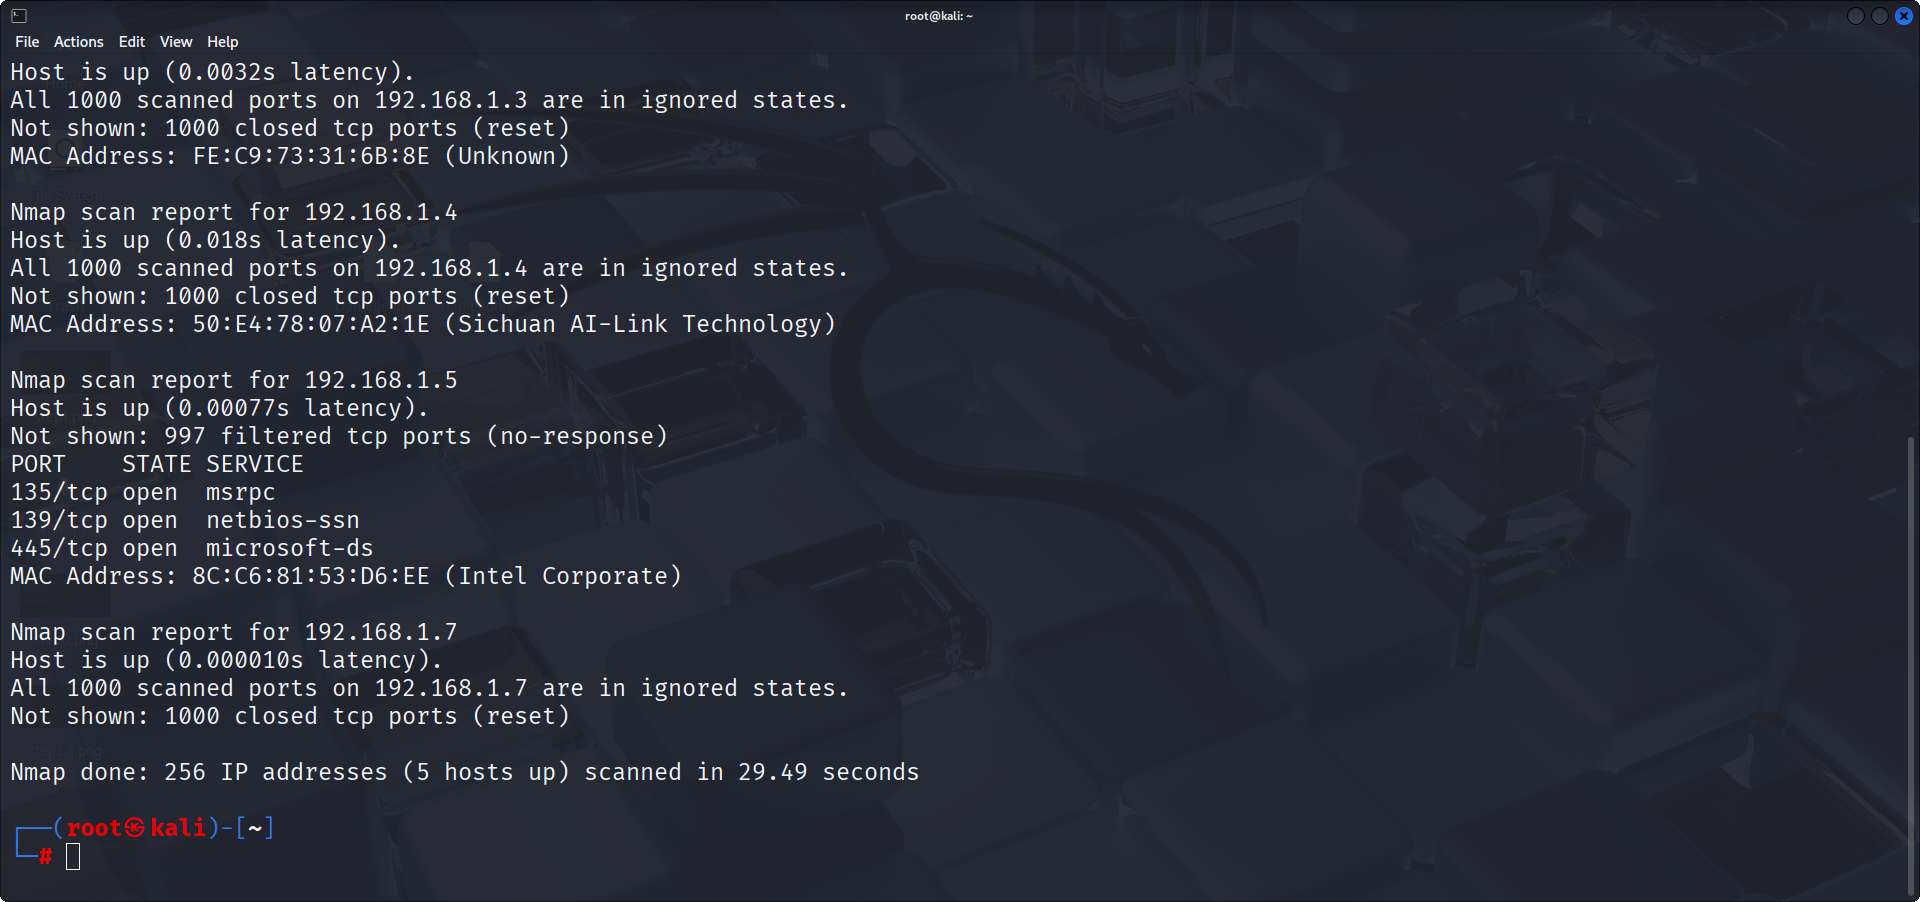 root@kali: ~
File Actions Edit View Help
Host is up (0.0032s latency).
All 1000 scanned ports on 192.168.1.3 are in ignored states.
Not shown: 1000 closed tcp ports (reset)
MAC Address: FE:C9:73:31:6B:8E (Unknown)
File System
Nmap scan report for 192.168.1.4
Host is up (0.018s latency).
All 1000 scanned ports on 192.168.1.4 are in ignored states.
Not shown: 1000 closed tcp ports (reset)
MAC Address: 50:E4:78:07:A2:1E (Sichuan AI-Link Technology)
Nmap scan report for 192.168.1.5
Host is up (0.00077s latency).
Not shown: 997 filtered tcp ports (no-response)
PORT    STATE SERVICE
135/tcp open  msrpc
139/tcp open  netbios-ssn
445/tcp open  microsoft-ds
MAC Address: 8C:C6:81:53:D6:EE (Intel Corporate)
Nmap scan report for 192.168.1.7
Host is up (0.000010s latency).
All 1000 scanned ports on 192.168.1.7 are in ignored states.
Not shown: 1000 closed tcp ports (reset)
Nmap done: 256 IP addresses (5 hosts up) scanned in 29.49 seconds
┌──(root㉿kali)-[~]
└─#